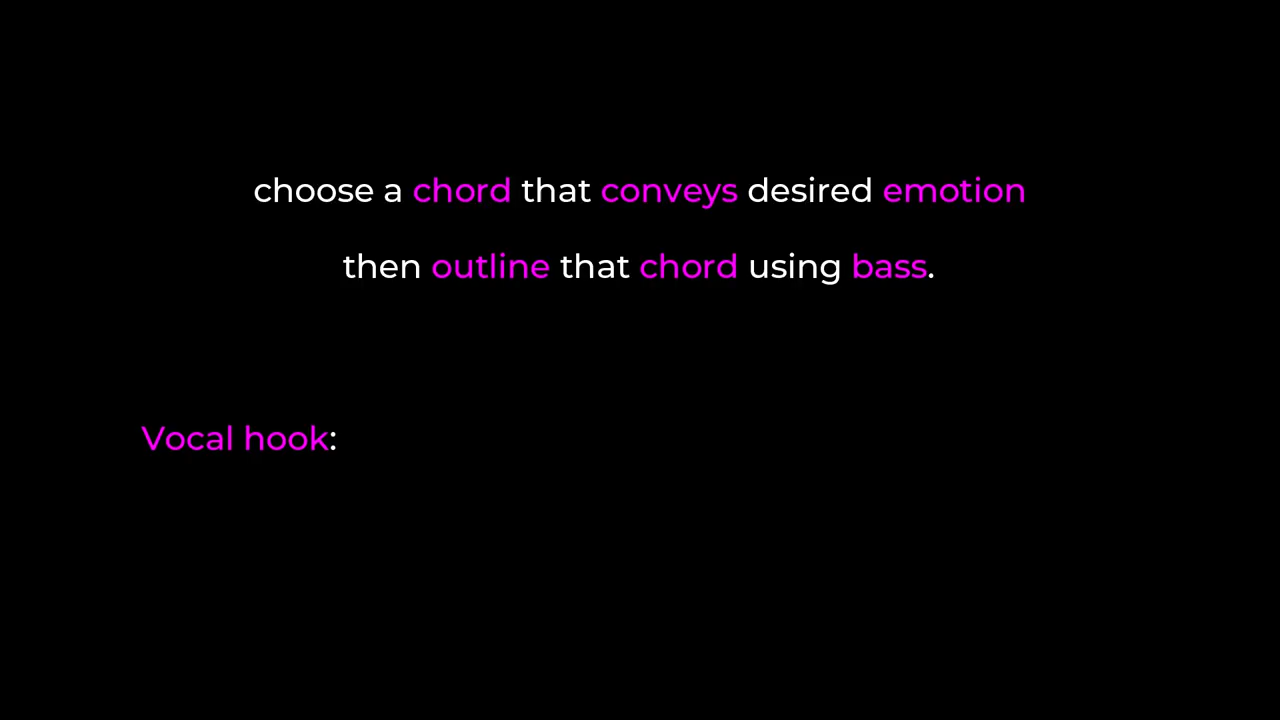 choose a chord that conveys desired emotion
then outline that chord using bass.
Vocal hook: